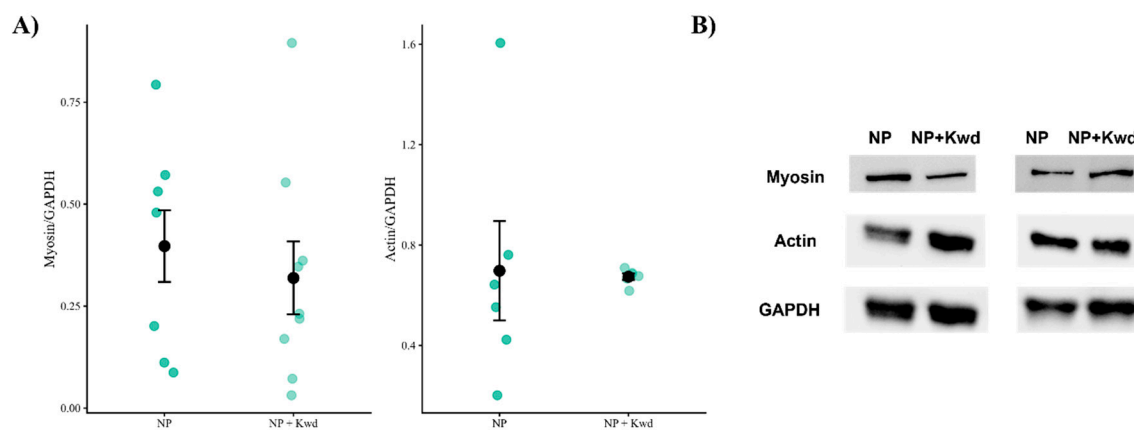 A)
B)
Myosin/GAPDH
0.75
0.50
0.25
0.00
NP
NP + Kwd
Actin/GAPDH
1.6
1.2
0.8
0.4
NP
NP + Kwd
NP NP+Kwd NP NP+Kwd
Myosin
Actin
GAPDH